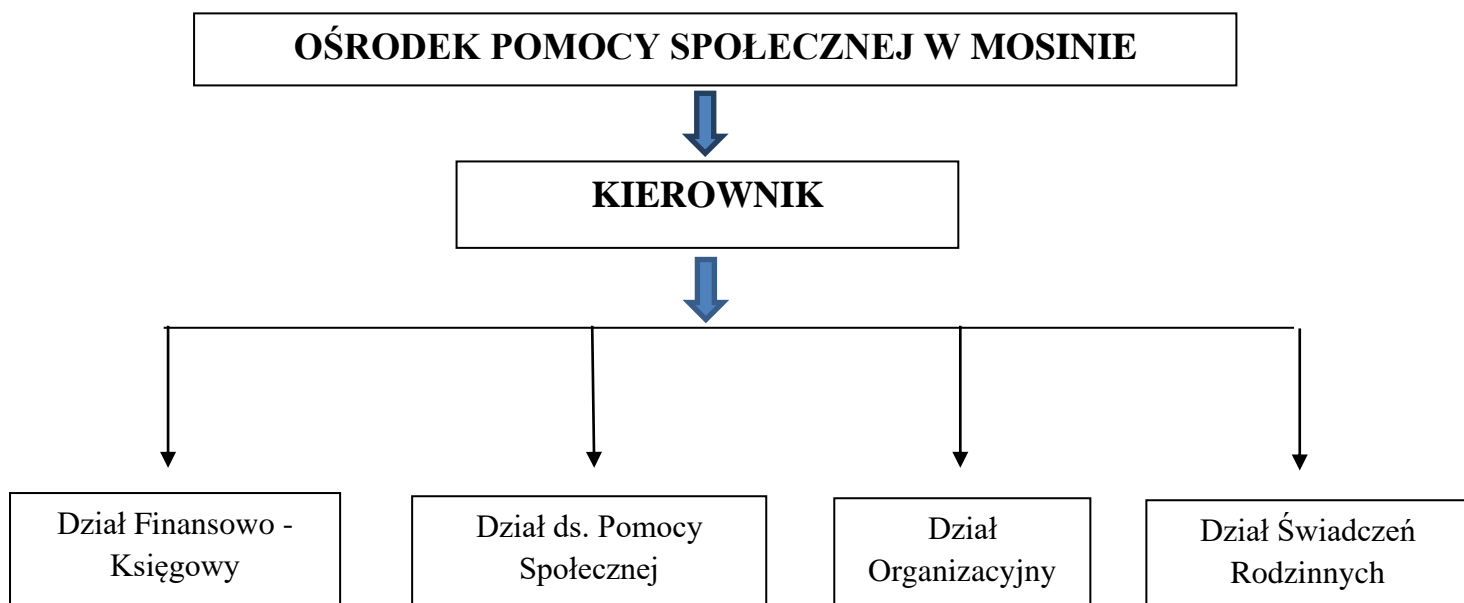 OŚRODEK POMOCY SPOŁECZNEJ W MOSINIE
KIEROWNIK
Dział Finansowo -
Księgowy
Dział ds. Pomocy
Społecznej
Dział
Organizacyjny
Dział Świadczeń
Rodzinnych